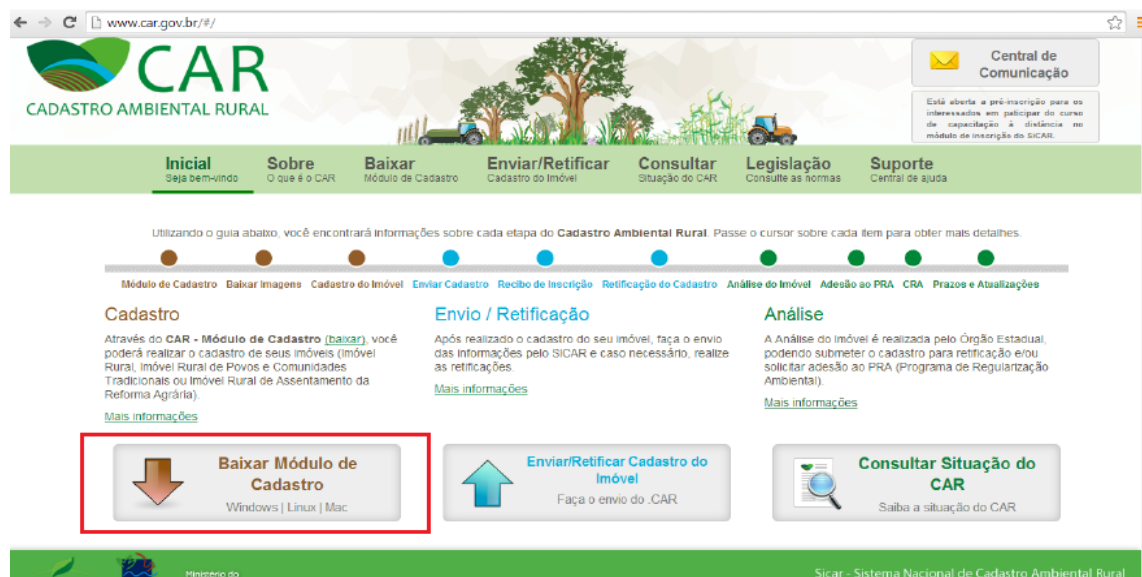 www.car.gov.br/#/
CAR
CADASTRO AMBIENTAL RURAL
Central de
Comunicação
Está aberta a pré-inscrição para os
interessados em paticipar do curso
de capacitação à distância no
módulo de inscrição do SICAR.
Inicial
Seja bem-vindo
Sobre
O que é o CAR
Baixar
Módulo de Cadastro
Enviar/Retificar
Cadastro do Imóvel
Consultar
Situação do CAR
Legislação
Consulte as normas
Suporte
Central de ajuda
Utilizando o guia abaixo, você encontrará informações sobre cada etapa do Cadastro Ambiental Rural. Passe o cursor sobre cada item para obter mais detalhes.
Módulo de Cadastro Baixar Imagens Cadastro do Imóvel Enviar Cadastro Recibo de Inscrição Retificação do Cadastro Análise do Imóvel Adesão ao PRA CRA Prazos e Atualizações
Cadastro
Através do CAR - Módulo de Cadastro (baixar), você
poderá realizar o cadastro de seus imóveis (Imóvel
Rural, Imóvel Rural de Povos e Comunidades
Tradicionais ou Imóvel Rural de Assentamento da
Reforma Agrária).
Mais informações
Envio / Retificação
Após realizado o cadastro do seu imóvel, faça o envio
das informações pelo SICAR e caso necessário, realize
as retificações.
Mais informações
Análise
A Análise do Imóvel é realizada pelo Órgão Estadual,
podendo submeter o cadastro para retificação e/ou
solicitar adesão ao PRA (Programa de Regularização
Ambiental).
Mais informações
Baixar Módulo de
Cadastro
Windows | Linux | Mac
Enviar/Retificar Cadastro do
Imóvel
Faça o envio do .CAR
Consultar Situação do
CAR
Saiba a situação do CAR
Ministério do
Sicar - Sistema Nacional de Cadastro Ambiental Rural